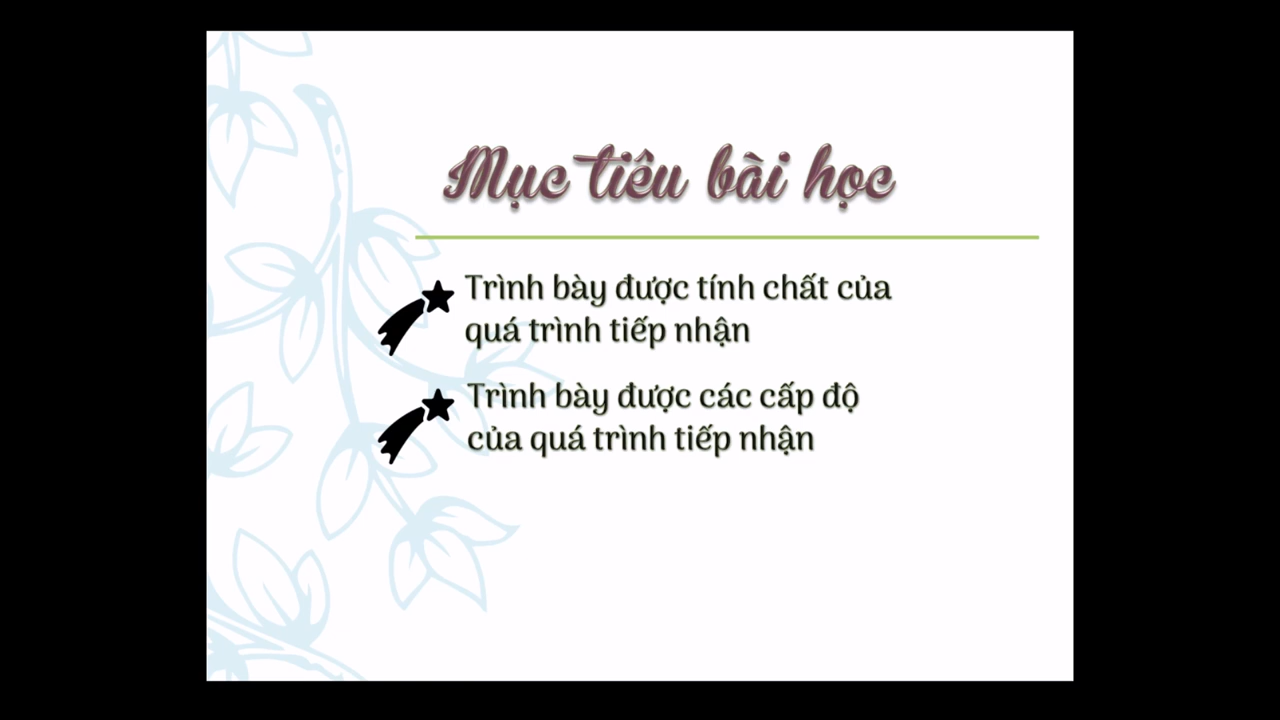 Mục tiêu bài học
Trình bày được tính chất của
quá trình tiếp nhận
Trình bày được các cấp độ
của quá trình tiếp nhận